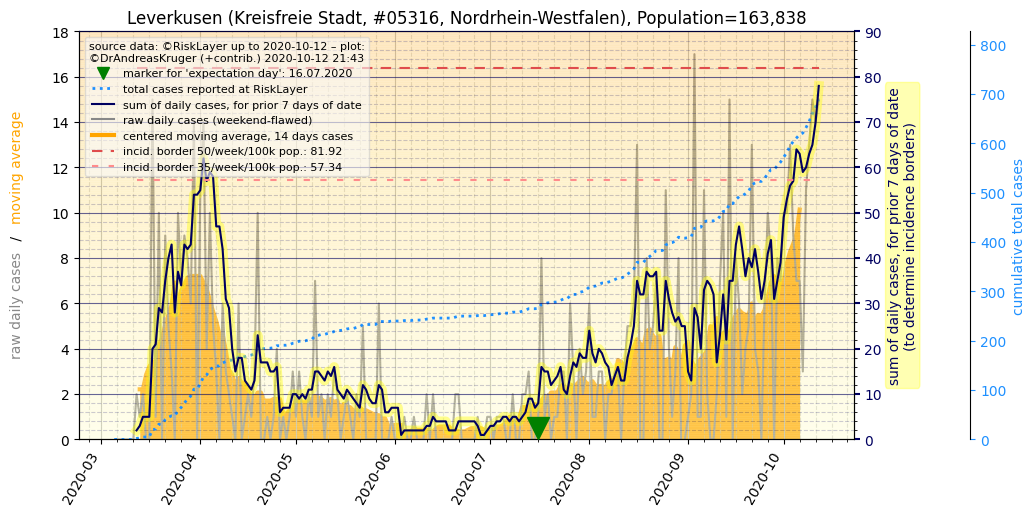 Leverkusen (Kreisfreie Stadt, #05316, Nordrhein-Westfalen), Population=163,838
source data: ©RiskLayer up to 2020-10-12 – plot:
©DrAndreasKruger (+contrib.) 2020-10-12 21:43
marker for 'expectation day': 16.07.2020
total cases reported at RiskLayer
sum of daily cases, for prior 7 days of date
raw daily cases (weekend-flawed)
centered moving average, 14 days cases
incid. border 50/week/100k pop.: 81.92
incid. border 35/week/100k pop.: 57.34
raw daily cases / moving average
18
16
14
12
10
8
6
4
2
0
2020-03
2020-04
2020-05
2020-06
2020-07
2020-08
2020-09
2020-10
90
80
70
60
50
40
30
20
10
0
sum of daily cases, for prior 7 days of date
(to determine incidence borders)
800
700
600
500
400
300
200
100
0
cumulative total cases